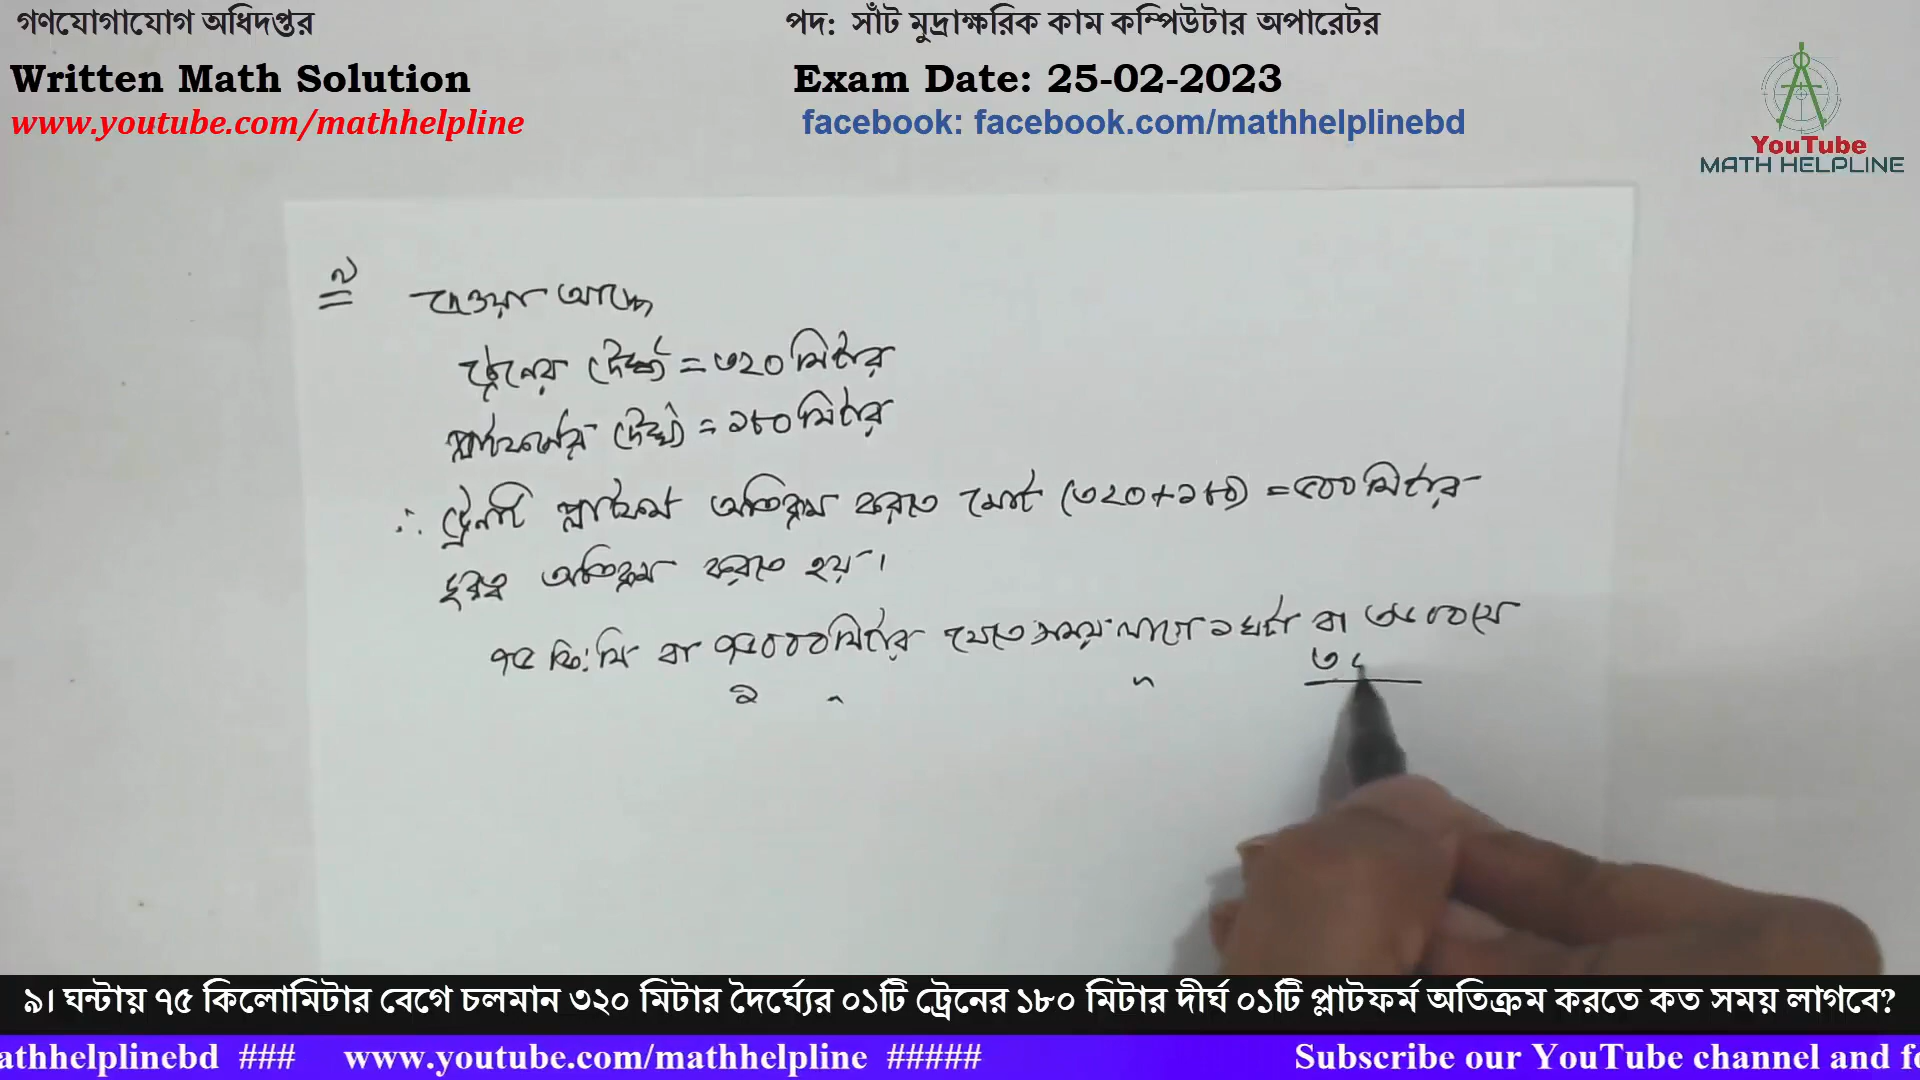 গণযোগাযোগ অধিদপ্তর
পদ: সাঁট মুদ্রাক্ষরিক কাম কম্পিউটার অপারেটর
Written Math Solution
Exam Date: 25-02-2023
www.youtube.com/mathhelpline
facebook: facebook.com/mathhelplinebd
YouTube
MATH HELPLINE
৯
দেওয়া আছে
ট্রেনের দৈর্ঘ্য = ৩২০ মিটার
প্লাটফর্মের দৈর্ঘ্য = ১৮০ মিটার
∴ ট্রেনটি প্লাটফর্ম অতিক্রম করতে মোট (৩২০+১৮০) = ৫০০ মিটার
দূরত্ব অতিক্রম করতে হয়।
৭৫ কি:মি বা ৭৫০০০ মিটার যেতে সময় লাগে ১ ঘন্টা বা ৩৬০০ সে
১ " " ৩
৯। ঘন্টায় ৭৫ কিলোমিটার বেগে চলমান ৩২০ মিটার দৈর্ঘ্যের ০১টি ট্রেনের ১৮০ মিটার দীর্ঘ ০১টি প্লাটফর্ম অতিক্রম করতে কত সময় লাগবে?
athhelplinebd ### www.youtube.com/mathhelpline ##### Subscribe our YouTube channel and fo